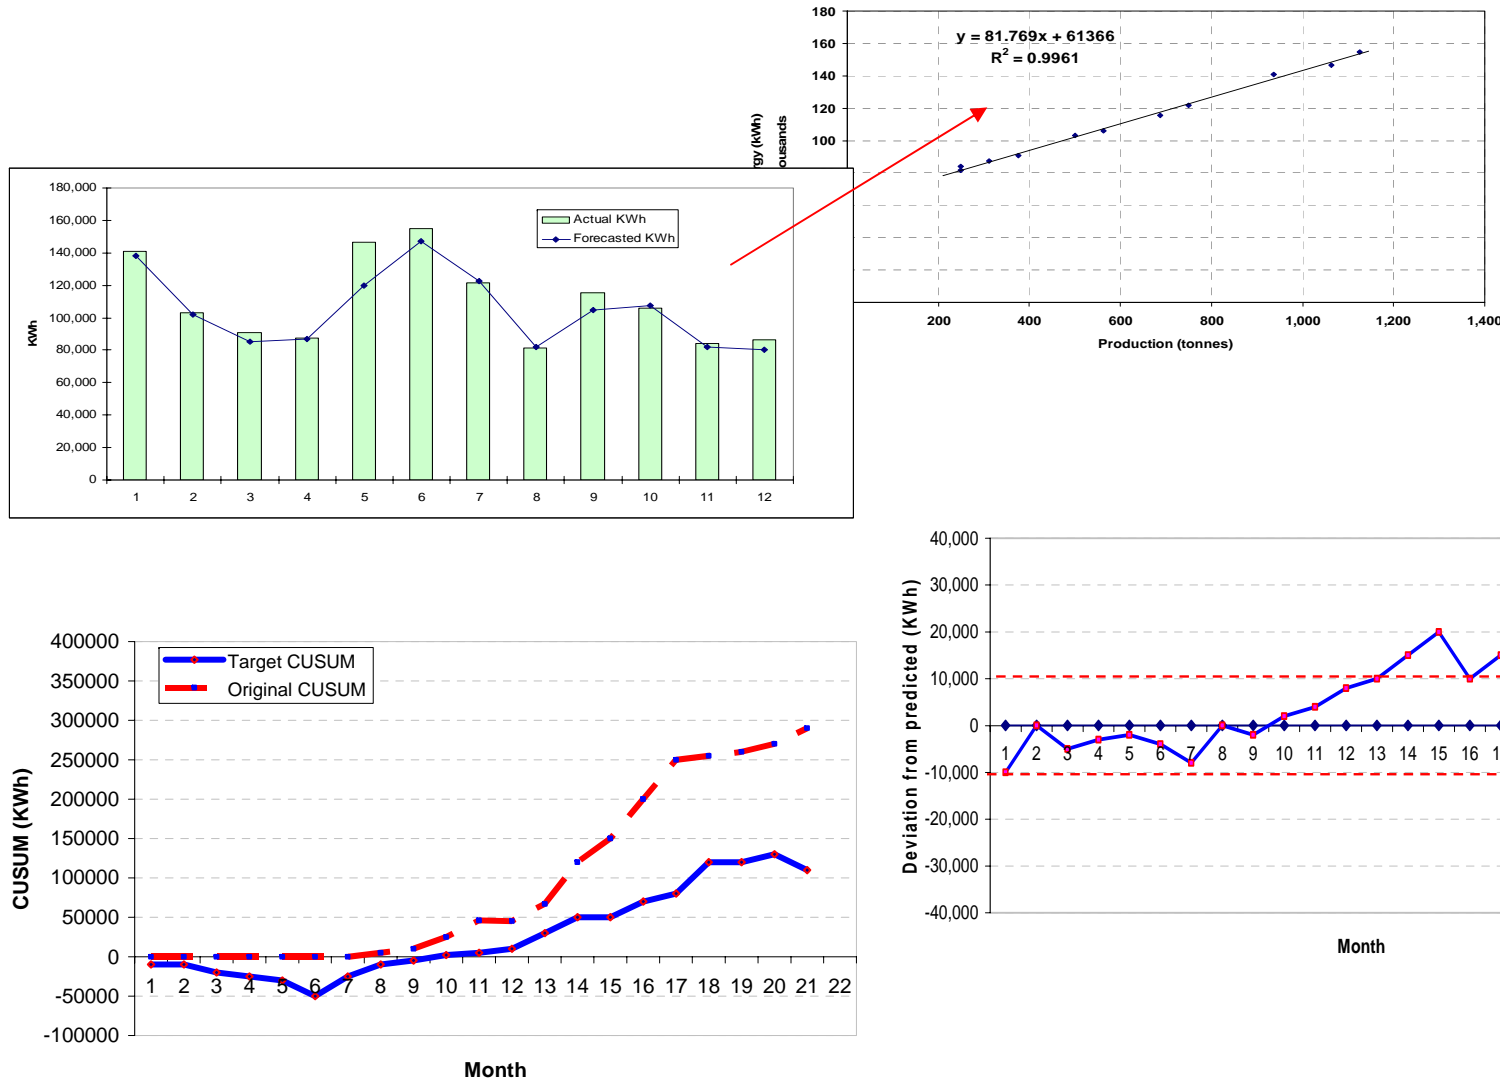 180
160
140
120
100
y = 81.769x + 61366
R² = 0.9961
(kWh)
200 400 600 800 1,000 1,200 1,400
Production (tonnes)
180,000
160,000
140,000
120,000
100,000
80,000
60,000
40,000
20,000
0
KWh
Actual KWh
Forecasted KWh
1 2 3 4 5 6 7 8 9 10 11 12
400000
350000
300000
250000
200000
150000
100000
50000
0
-50000
-100000
CUSUM (KWh)
Target CUSUM
Original CUSUM
1 2 3 4 5 6 7 8 9 10 11 12 13 14 15 16 17 18 19 20 21 22
Month
40,000
30,000
20,000
10,000
0
-10,000
-20,000
-30,000
-40,000
Deviation from predicted (KWh)
1 2 3 4 5 6 7 8 9 10 11 12 13 14 15 16
Month